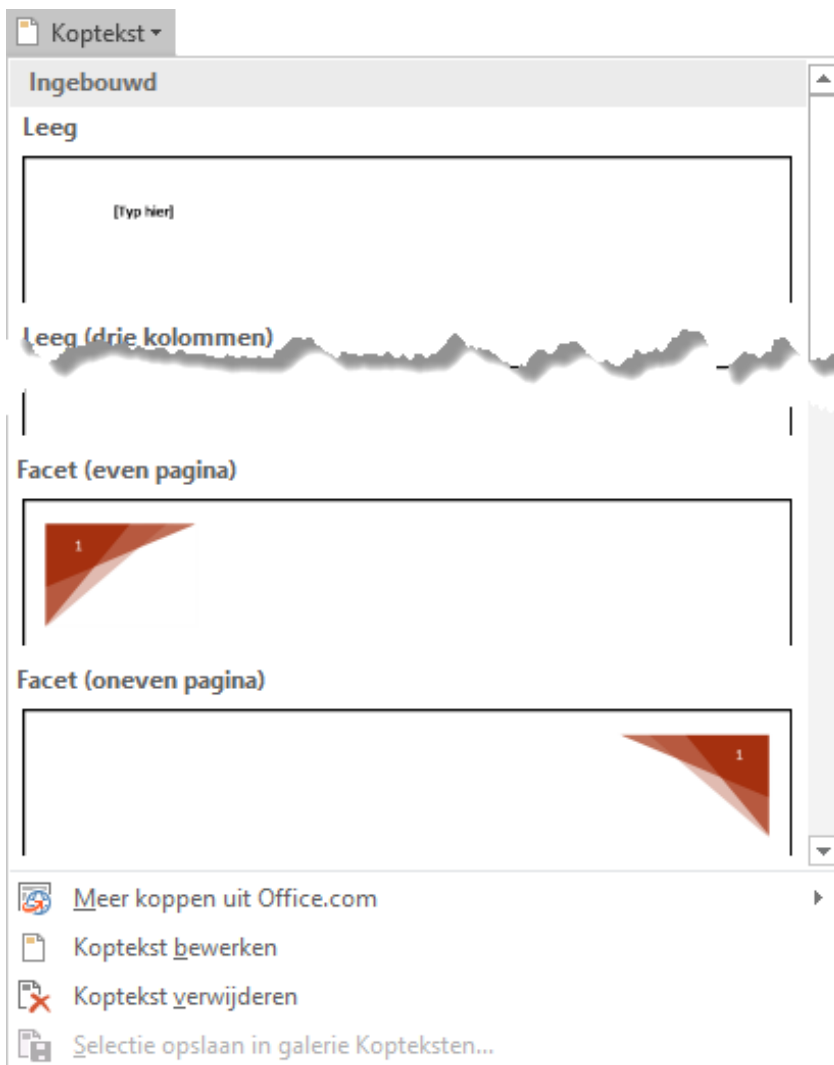 Koptekst
Ingebouwd
Leeg
[Typ hier]
Leeg (drie kolommen)
Facet (even pagina)
1
Facet (oneven pagina)
1
Meer koppen uit Office.com
Koptekst bewerken
Koptekst verwijderen
Selectie opslaan in galerie Kopteksten...